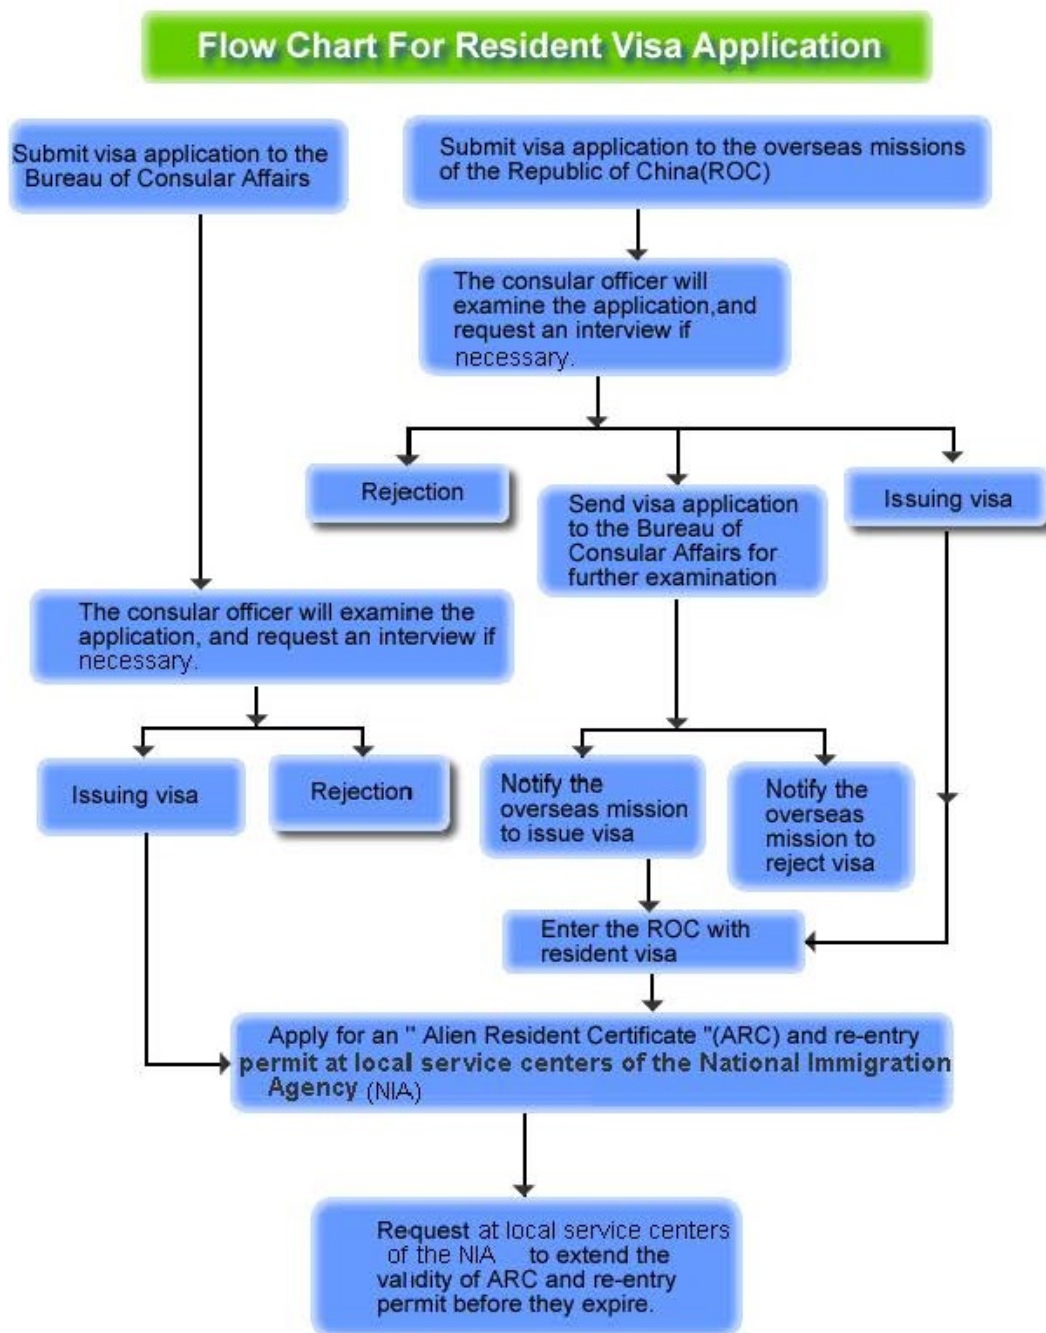 Flow Chart For Resident Visa Application
Submit visa application to the
Bureau of Consular Affairs
Submit visa application to the overseas missions
of the Republic of China(ROC)
The consular officer will
examine the application,and
request an interview if
necessary.
Rejection
Send visa application
to the Bureau of
Consular Affairs for
further examination
Issuing visa
The consular officer will examine the
application, and request an interview if
necessary.
Issuing visa
Rejection
Notify the
overseas mission
to issue visa
Notify the
overseas
mission to
reject visa
Enter the ROC with
resident visa
Apply for an " Alien Resident Certificate "(ARC) and re-entry
permit at local service centers of the National Immigration
Agency (NIA)
Request at local service centers
of the NIA to extend the
validity of ARC and re-entry
permit before they expire.